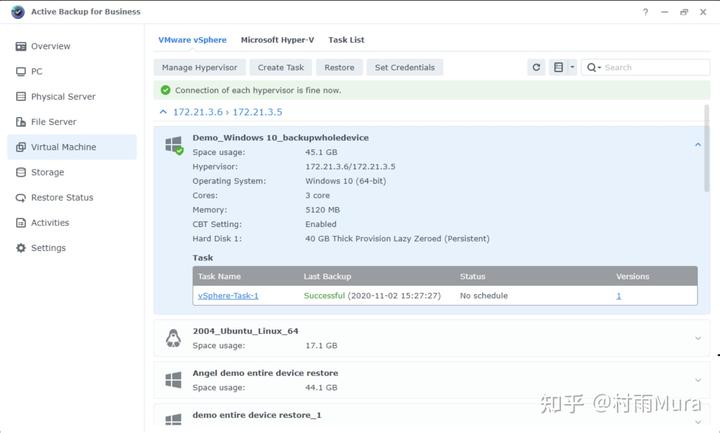 Active Backup for Business
Overview
PC
Physical Server
File Server
Virtual Machine
Storage
Restore Status
Activities
Settings
VMware vSphere Microsoft Hyper-V Task List
Manage Hypervisor Create Task Restore Set Credentials Search
Connection of each hypervisor is fine now.
172.21.3.6 › 172.21.3.5
Demo_Windows 10_backupwholedevice
Space usage: 45.1 GB
Hypervisor: 172.21.3.6/172.21.3.5
Operating System: Windows 10 (64-bit)
Cores: 3 core
Memory: 5120 MB
CBT Setting: Enabled
Hard Disk 1: 40 GB Thick Provision Lazy Zeroed (Persistent)
Task
Task Name Last Backup Status Versions
vSphere-Task-1 Successful (2020-11-02 15:27:27) No schedule 1
2004_Ubuntu_Linux_64
Space usage: 17.1 GB
Angel demo entire device restore
Space usage: 44.1 GB
demo entire device restore_1
知乎 @村雨Mura